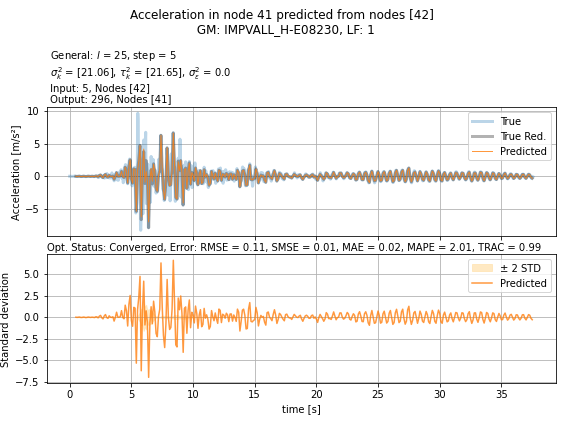 Acceleration in node 41 predicted from nodes [42]
GM: IMPVALL_H-E08230, LF: 1
General: l = 25, step = 5
σ²ₖ = [21.06], τ²ₖ = [21.65], σ²ε = 0.0
Input: 5, Nodes [42]
Output: 296, Nodes [41]
10
5
0
−5
Acceleration [m/s²]
True
True Red.
Predicted
Opt. Status: Converged, Error: RMSE = 0.11, SMSE = 0.01, MAE = 0.02, MAPE = 2.01, TRAC = 0.99
5.0
2.5
0.0
−2.5
−5.0
−7.5
Standard deviation
± 2 STD
Predicted
0 5 10 15 20 25 30 35
time [s]